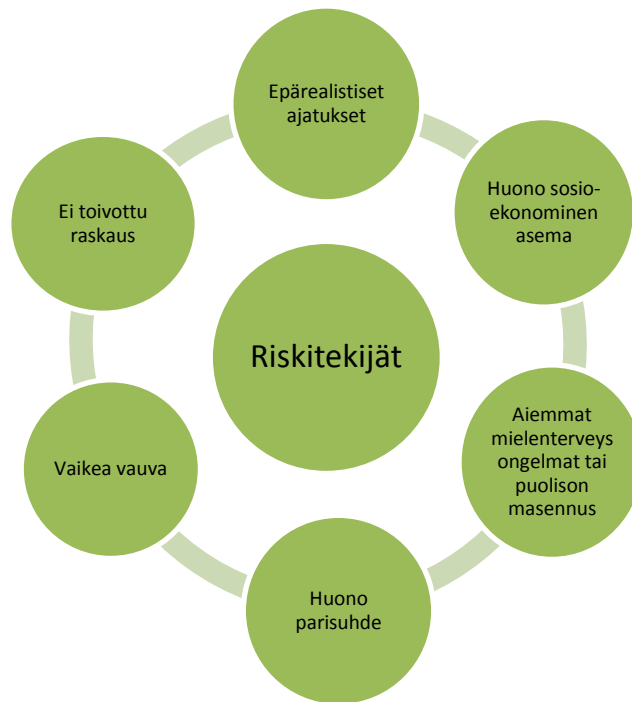 Epärealistiset
ajatukset
Huono sosio-
ekonominen
asema
Aiemmat
mielenterveys
ongelmat tai
puolison
masennus
Huono
parisuhde
Vaikea vauva
Ei toivottu
raskaus
Riskitekijät